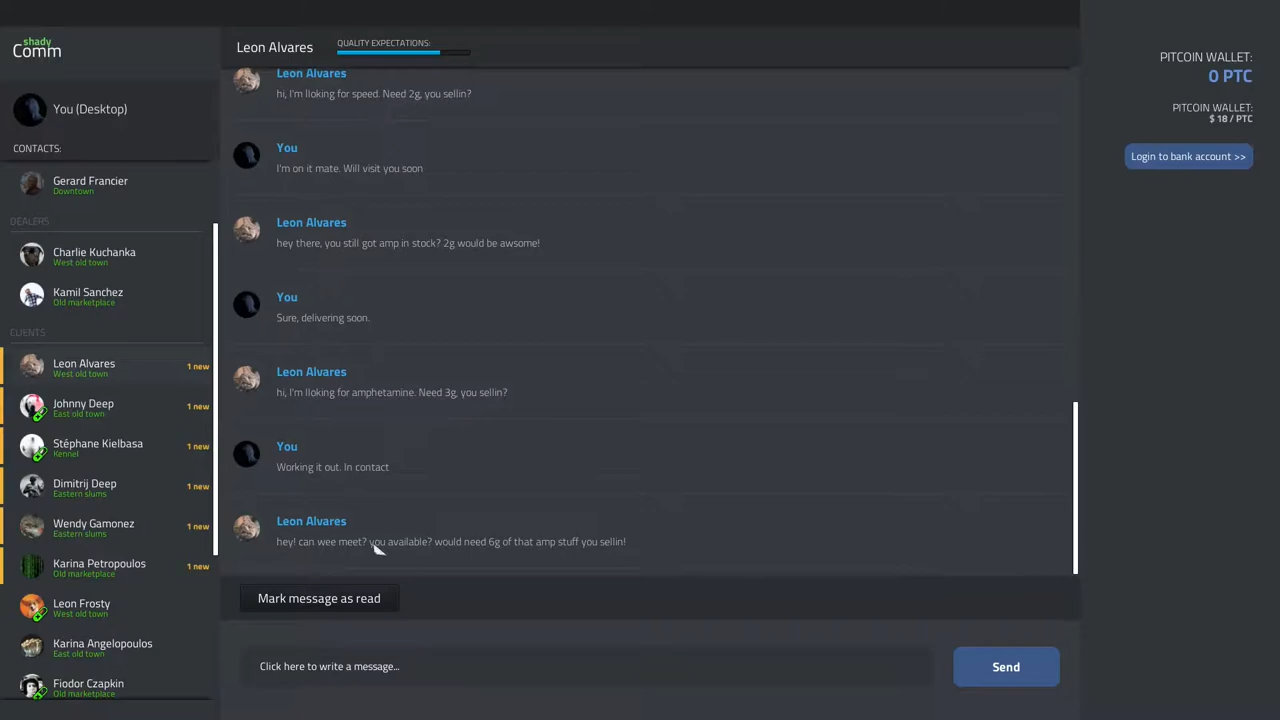 shady
Comm
You (Desktop)
CONTACTS:
Gerard Francier
Downtown
DEALERS
Charlie Kuchanka
West old town
Kamil Sanchez
Old marketplace
CLIENTS
Leon Alvares
West old town
1 new
Johnny Deep
East old town
1 new
Stéphane Kielbasa
Kennel
1 new
Dimitrij Deep
Eastern slums
1 new
Wendy Gamonez
Eastern slums
1 new
Karina Petropoulos
Old marketplace
1 new
Leon Frosty
West old town
Karina Angelopoulos
East old town
Fiodor Czapkin
Old marketplace
Leon Alvares
QUALITY EXPECTATIONS:
Leon Alvares
hi, I'm lloking for speed. Need 2g, you sellin?
You
I'm on it mate. Will visit you soon
Leon Alvares
hey there, you still got amp in stock? 2g would be awsome!
You
Sure, delivering soon.
Leon Alvares
hi, I'm lloking for amphetamine. Need 3g, you sellin?
You
Working it out. In contact
Leon Alvares
hey! can wee meet? you available? would need 6g of that amp stuff you sellin!
Mark message as read
Click here to write a message...
Send
PITCOIN WALLET:
0 PTC
PITCOIN WALLET:
$ 18 / PTC
Login to bank account >>